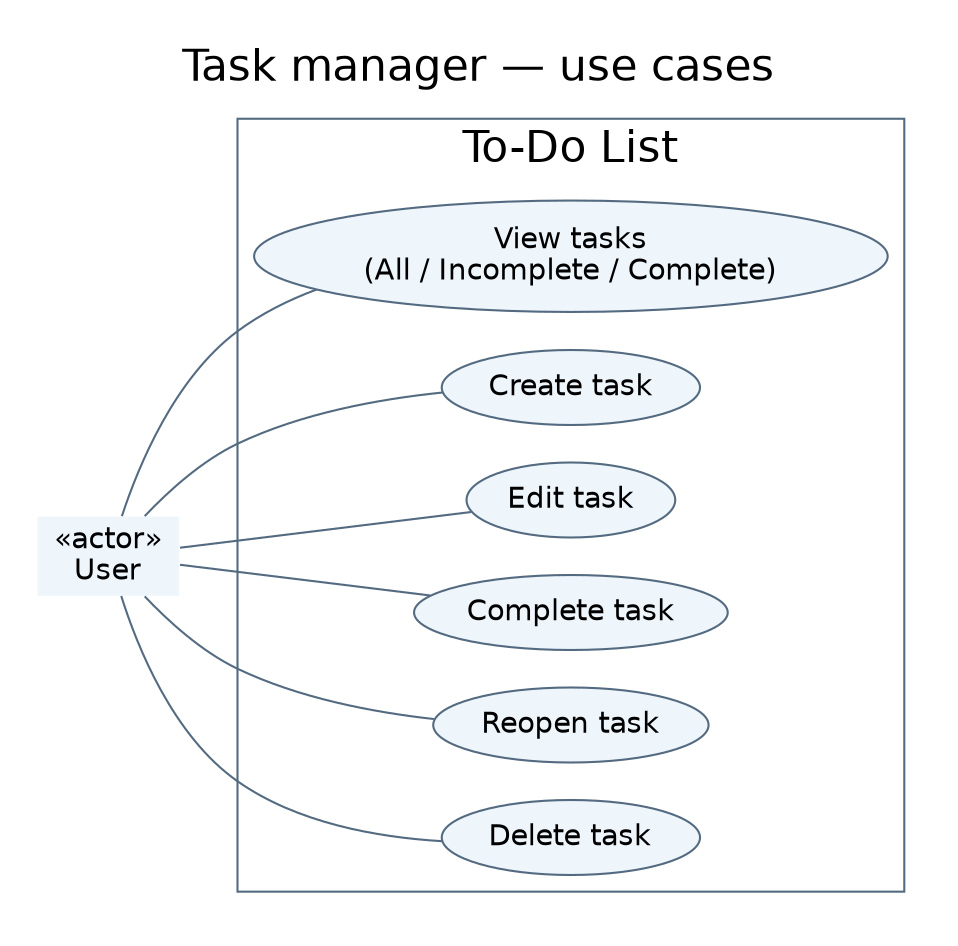 Task manager — use cases
To-Do List
View tasks
(All / Incomplete / Complete)
Create task
Edit task
«actor»
User
Complete task
Reopen task
Delete task